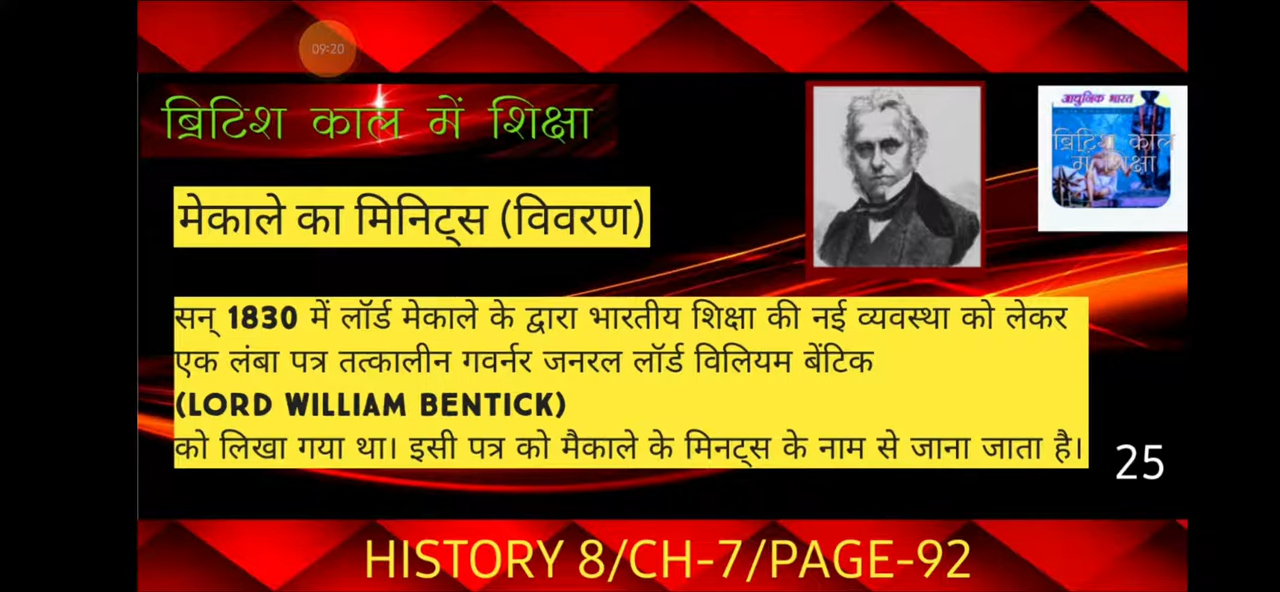 09:20
ब्रिटिश काल में शिक्षा
आधुनिक भारत
ब्रिटिश काल
में शिक्षा
मेकाले का मिनिट्स (विवरण)
सन् 1830 में लॉर्ड मेकाले के द्वारा भारतीय शिक्षा की नई व्यवस्था को लेकर
एक लंबा पत्र तत्कालीन गवर्नर जनरल लॉर्ड विलियम बेंटिक
(LORD WILLIAM BENTICK)
को लिखा गया था। इसी पत्र को मैकाले के मिनट्स के नाम से जाना जाता है।
25
HISTORY 8/CH-7/PAGE-92